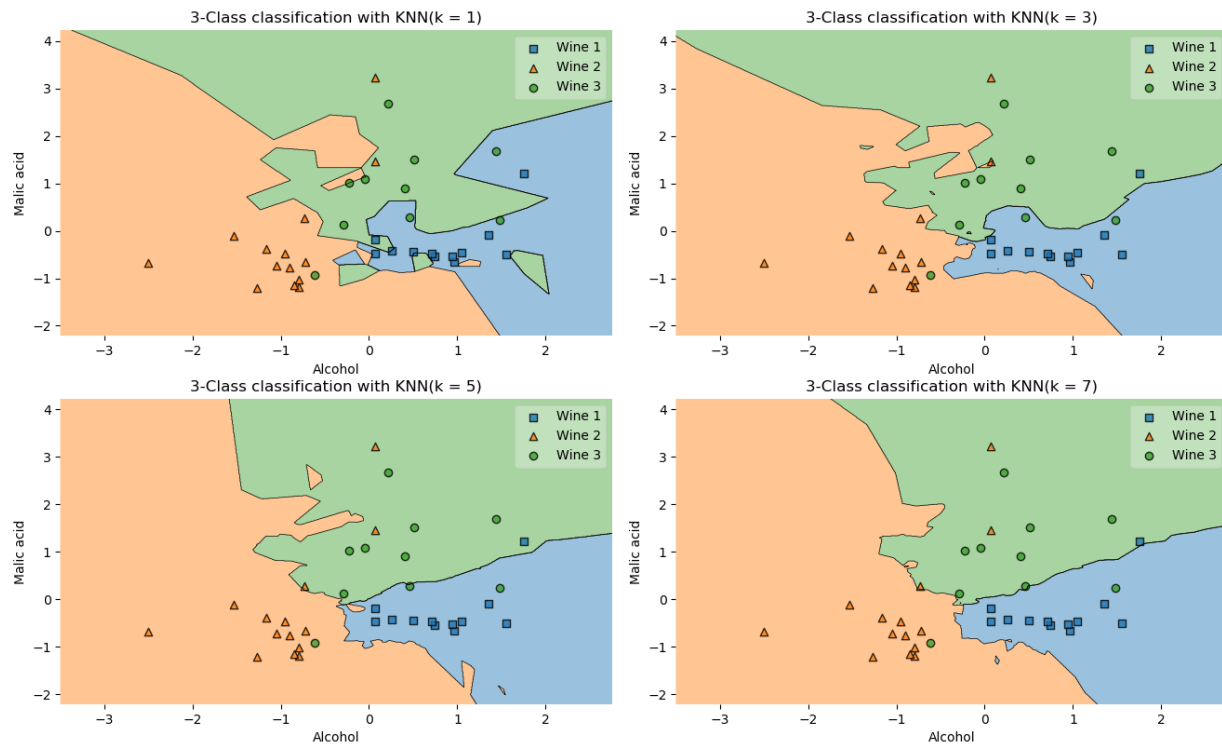 3-Class classification with KNN(k = 1)
4
3
2
1
0
−1
−2
Malic acid
−3
−2
−1
0
1
2
Alcohol
Wine 1
Wine 2
Wine 3
3-Class classification with KNN(k = 3)
4
3
2
1
0
−1
−2
Malic acid
−3
−2
−1
0
1
2
Alcohol
Wine 1
Wine 2
Wine 3
3-Class classification with KNN(k = 5)
4
3
2
1
0
−1
−2
Malic acid
−3
−2
−1
0
1
2
Alcohol
Wine 1
Wine 2
Wine 3
3-Class classification with KNN(k = 7)
4
3
2
1
0
−1
−2
Malic acid
−3
−2
−1
0
1
2
Alcohol
Wine 1
Wine 2
Wine 3